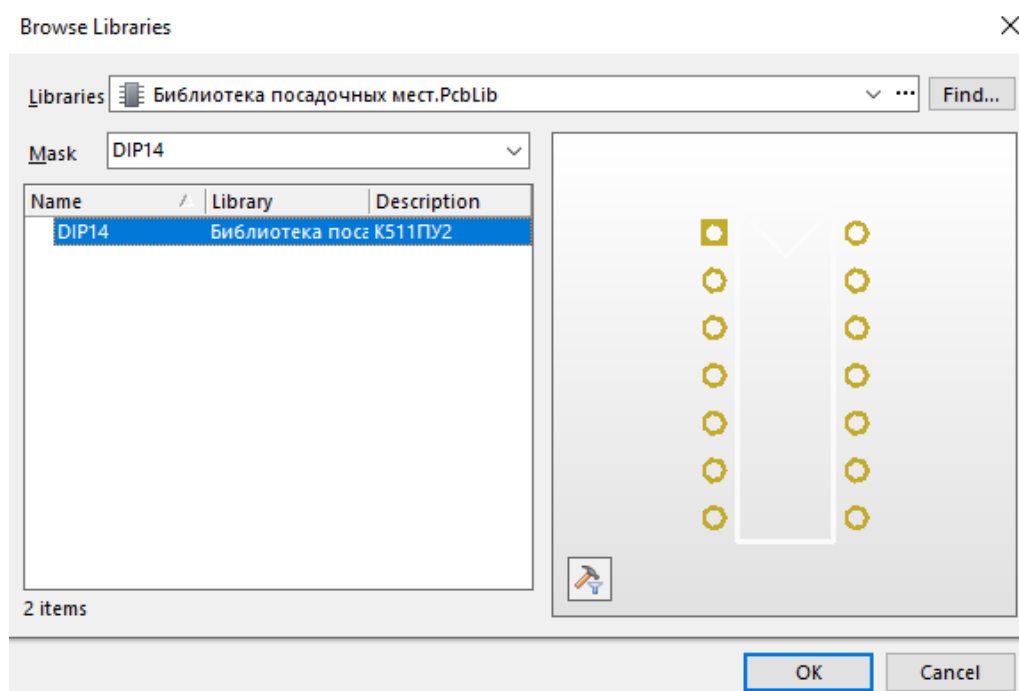 Browse Libraries
Libraries Библиотека посадочных мест.PcbLib ... Find...
Mask DIP14
Name Library Description
DIP14 Библиотека поса К511ПУ2
2 items
OK Cancel